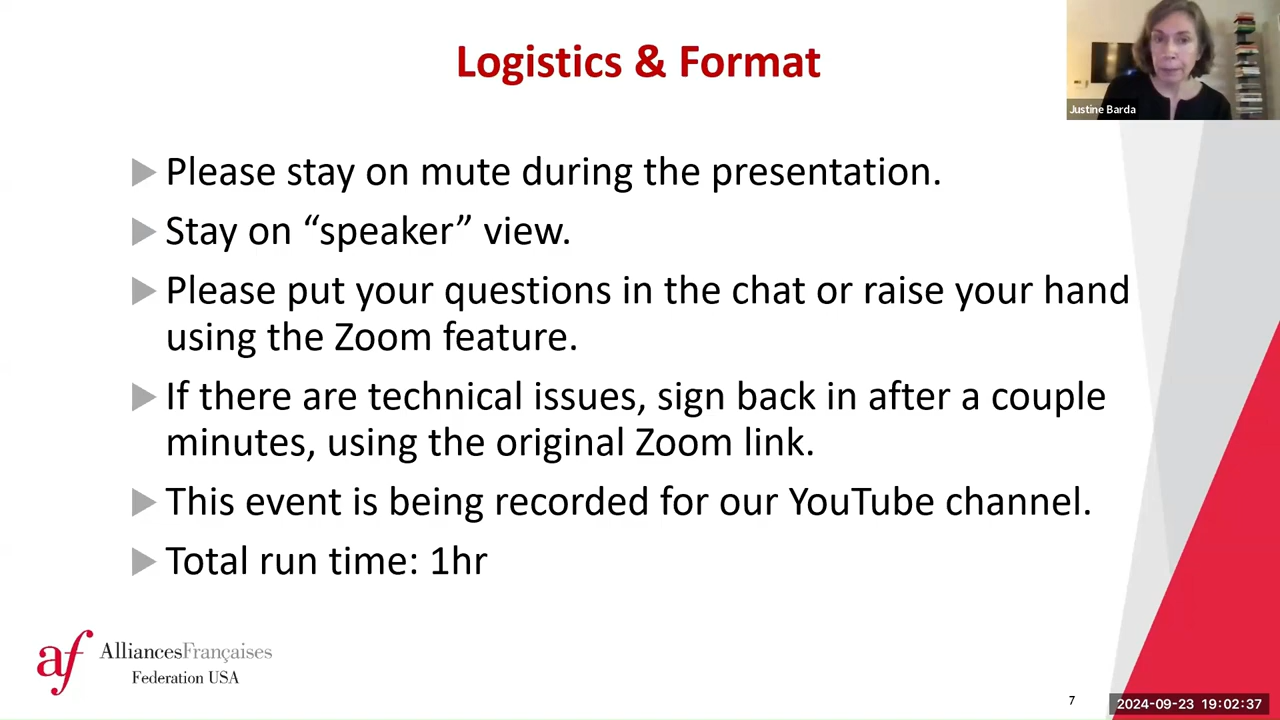 Logistics & Format
Justine Barda
Please stay on mute during the presentation.
Stay on “speaker” view.
Please put your questions in the chat or raise your hand
using the Zoom feature.
If there are technical issues, sign back in after a couple
minutes, using the original Zoom link.
This event is being recorded for our YouTube channel.
Total run time: 1hr
af AlliancesFrançaises
Federation USA
7
2024-09-23 19:02:37